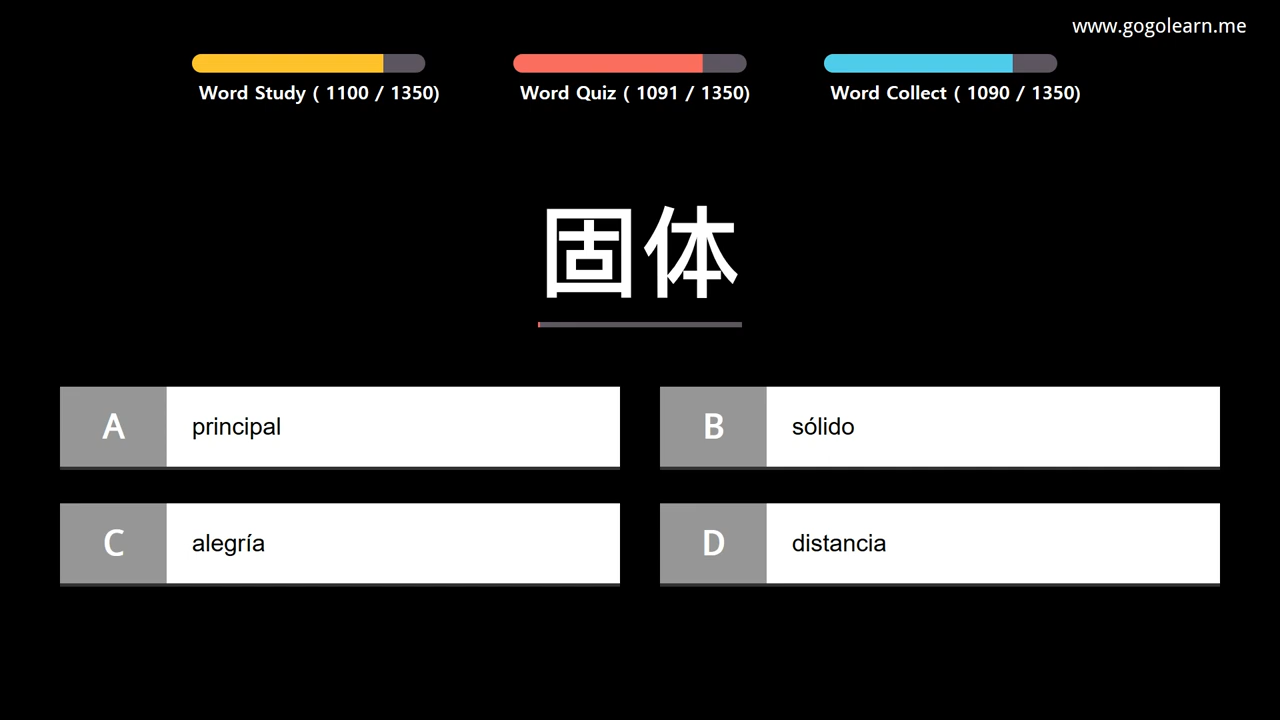 www.gogolearn.me
Word Study ( 1100 / 1350)
Word Quiz ( 1091 / 1350)
Word Collect ( 1090 / 1350)
固体
A principal
B sólido
C alegría
D distancia